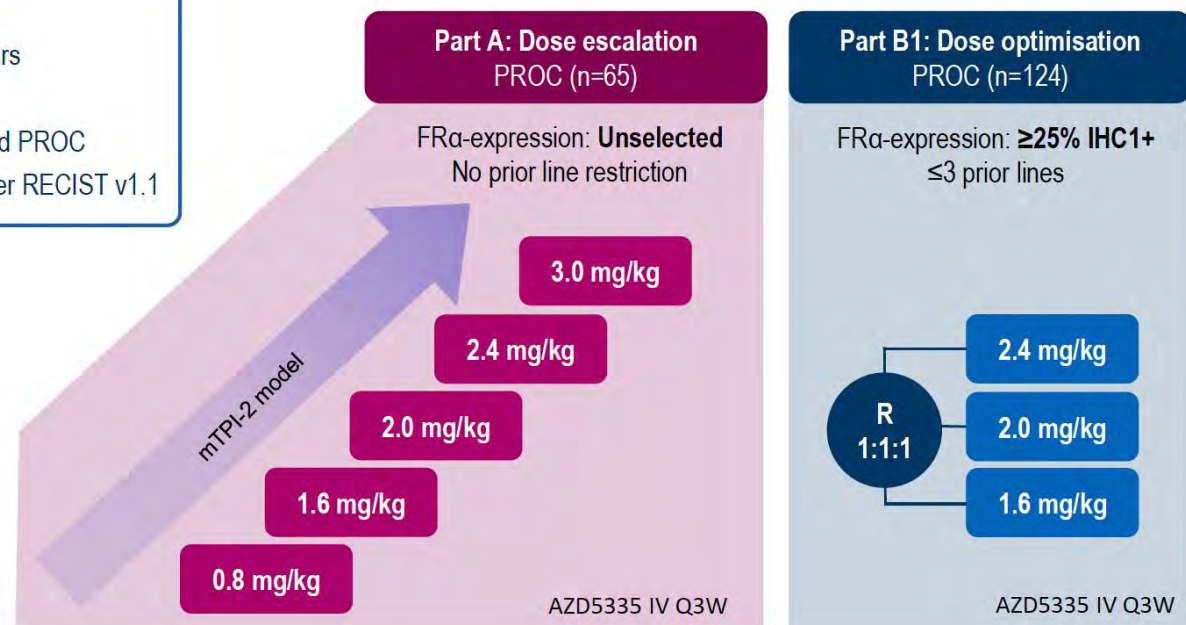 rs
d PROC
er RECIST v1.1
Part A: Dose escalation
PROC (n=65)
FRα-expression: Unselected
No prior line restriction
mTPI-2 model
3.0 mg/kg
2.4 mg/kg
2.0 mg/kg
1.6 mg/kg
0.8 mg/kg
AZD5335 IV Q3W
Part B1: Dose optimisation
PROC (n=124)
FRα-expression: ≥25% IHC1+
≤3 prior lines
R
1:1:1
2.4 mg/kg
2.0 mg/kg
1.6 mg/kg
AZD5335 IV Q3W